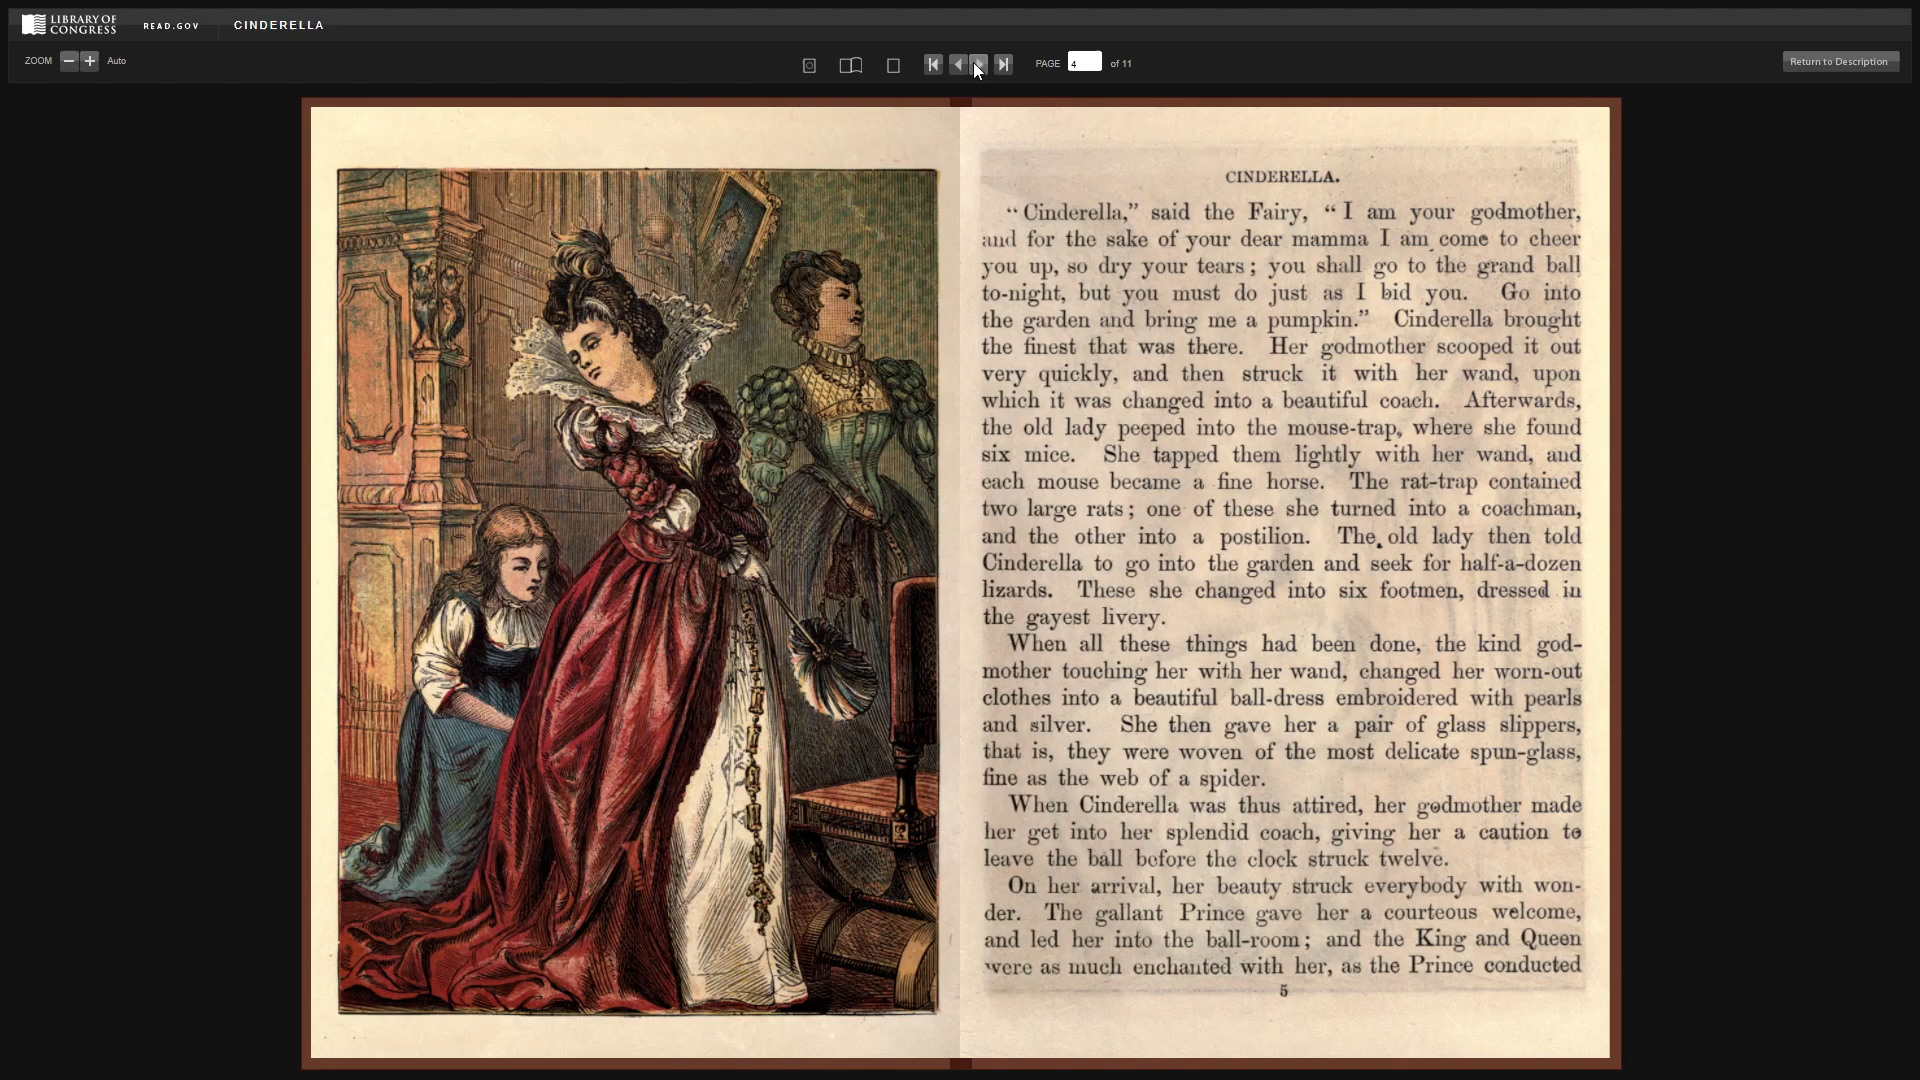 LIBRARY OF
CONGRESS
READ.GOV
CINDERELLA
ZOOM
Auto
PAGE
4
of 11
Return to Description
CINDERELLA.
“Cinderella,” said the Fairy, “I am your godmother,
and for the sake of your dear mamma I am come to cheer
you up, so dry your tears; you shall go to the grand ball
to-night, but you must do just as I bid you. Go into
the garden and bring me a pumpkin.” Cinderella brought
the finest that was there. Her godmother scooped it out
very quickly, and then struck it with her wand, upon
which it was changed into a beautiful coach. Afterwards,
the old lady peeped into the mouse-trap, where she found
six mice. She tapped them lightly with her wand, and
each mouse became a fine horse. The rat-trap contained
two large rats; one of these she turned into a coachman,
and the other into a postilion. The old lady then told
Cinderella to go into the garden and seek for half-a-dozen
lizards. These she changed into six footmen, dressed in
the gayest livery.
When all these things had been done, the kind god-
mother touching her with her wand, changed her worn-out
clothes into a beautiful ball-dress embroidered with pearls
and silver. She then gave her a pair of glass slippers,
that is, they were woven of the most delicate spun-glass,
fine as the web of a spider.
When Cinderella was thus attired, her godmother made
her get into her splendid coach, giving her a caution to
leave the ball before the clock struck twelve.
On her arrival, her beauty struck everybody with won-
der. The gallant Prince gave her a courteous welcome,
and led her into the ball-room; and the King and Queen
were as much enchanted with her, as the Prince conducted
5